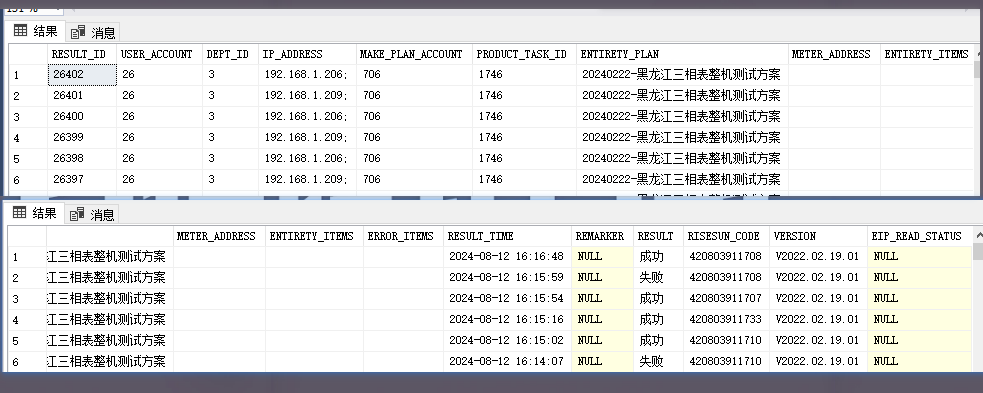 结果 消息
RESULT_ID USER_ACCOUNT DEPT_ID IP_ADDRESS MAKE_PLAN_ACCOUNT PRODUCT_TASK_ID ENTIRETY_PLAN METER_ADDRESS ENTIRETY_ITEMS
1 26402 26 3 192.168.1.206; 706 1746 20240222-黑龙江三相表整机测试方案
2 26401 26 3 192.168.1.209; 706 1746 20240222-黑龙江三相表整机测试方案
3 26400 26 3 192.168.1.209; 706 1746 20240222-黑龙江三相表整机测试方案
4 26399 26 3 192.168.1.209; 706 1746 20240222-黑龙江三相表整机测试方案
5 26398 26 3 192.168.1.206; 706 1746 20240222-黑龙江三相表整机测试方案
6 26397 26 3 192.168.1.209; 706 1746 20240222-黑龙江三相表整机测试方案
结果 消息
METER_ADDRESS ENTIRETY_ITEMS ERROR_ITEMS RESULT_TIME REMARKER RESULT RISESUN_CODE VERSION EIP_READ_STATUS
1 江三相表整机测试方案 2024-08-12 16:16:48 NULL 成功 420803911708 V2022.02.19.01 NULL
2 江三相表整机测试方案 2024-08-12 16:15:59 NULL 失败 420803911708 V2022.02.19.01 NULL
3 江三相表整机测试方案 2024-08-12 16:15:54 NULL 成功 420803911707 V2022.02.19.01 NULL
4 江三相表整机测试方案 2024-08-12 16:15:16 NULL 成功 420803911733 V2022.02.19.01 NULL
5 江三相表整机测试方案 2024-08-12 16:15:02 NULL 成功 420803911710 V2022.02.19.01 NULL
6 江三相表整机测试方案 2024-08-12 16:14:07 NULL 失败 420803911710 V2022.02.19.01 NULL